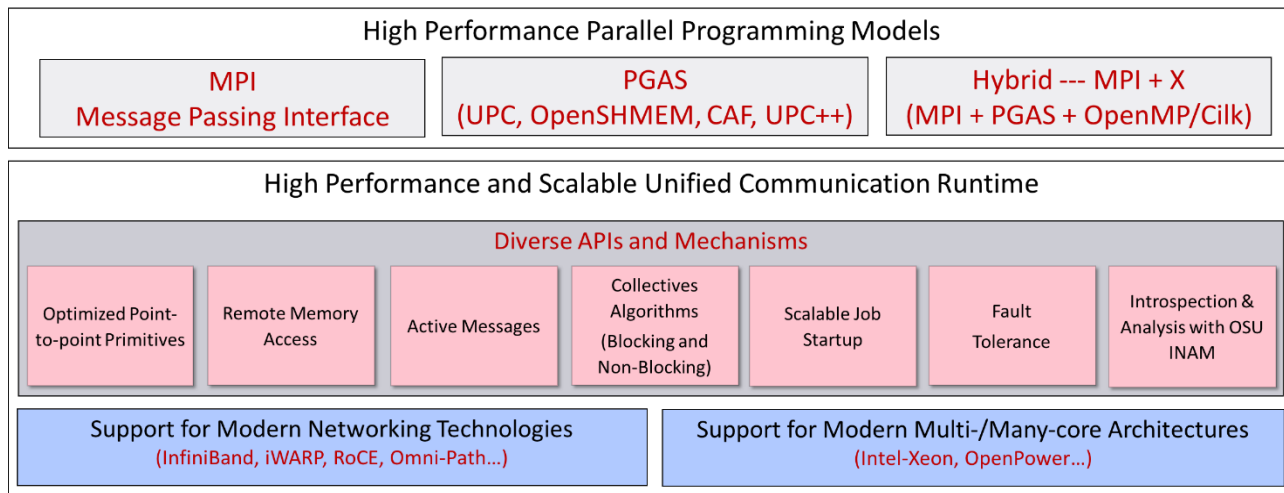 High Performance Parallel Programming Models
MPI
Message Passing Interface
PGAS
(UPC, OpenSHMEM, CAF, UPC++)
Hybrid --- MPI + X
(MPI + PGAS + OpenMP/Cilk)
High Performance and Scalable Unified Communication Runtime
Diverse APIs and Mechanisms
Optimized Point-
to-point Primitives
Remote Memory
Access
Active Messages
Collectives
Algorithms
(Blocking and
Non-Blocking)
Scalable Job
Startup
Fault
Tolerance
Introspection &
Analysis with OSU
INAM
Support for Modern Networking Technologies
(InfiniBand, iWARP, RoCE, Omni-Path...)
Support for Modern Multi-/Many-core Architectures
(Intel-Xeon, OpenPower...)